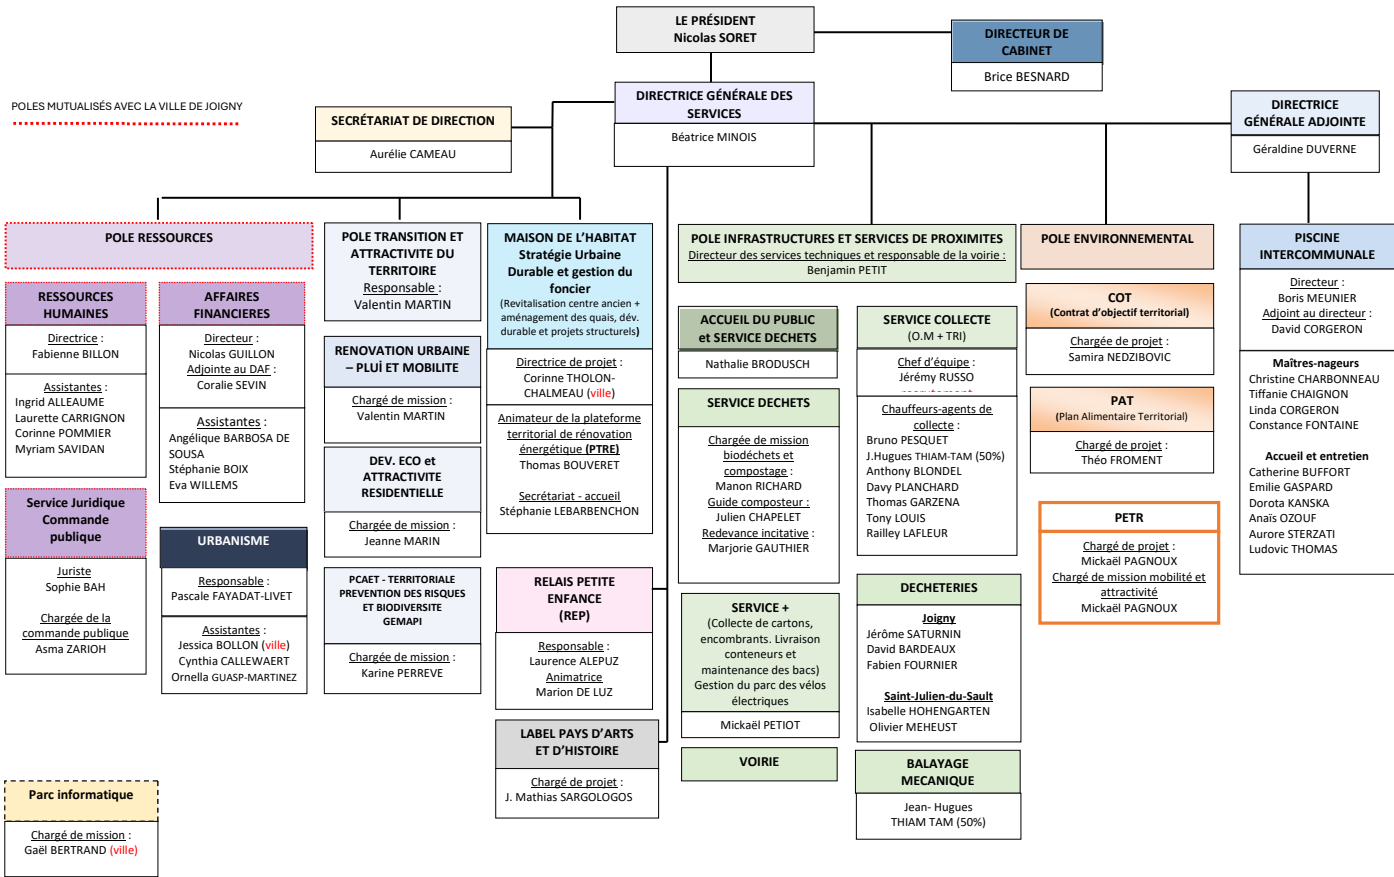 LE PRÉSIDENT
Nicolas SORET
DIRECTEUR DE
CABINET
Brice BESNARD
POLES MUTUALISÉS AVEC LA VILLE DE JOIGNY
SECRÉTARIAT DE DIRECTION
Aurélie CAMEAU
DIRECTRICE GÉNÉRALE DES
SERVICES
Béatrice MINOIS
DIRECTRICE
GÉNÉRALE ADJOINTE
Géraldine DUVERNE
POLE RESSOURCES
RESSOURCES
HUMAINES
Directrice :
Fabienne BILLON
Assistantes :
Ingrid ALLEAUME
Laurette CARRIGNON
Corinne POMMIER
Myriam SAVIDAN
Service Juridique
Commande
publique
Juriste
Sophie BAH
Chargée de la
commande publique
Asma ZARIOH
AFFAIRES
FINANCIERES
Directeur :
Nicolas GUILLON
Adjointe au DAF :
Coralie SEVIN
Assistantes :
Angélique BARBOSA DE
SOUSA
Stéphanie BOIX
Eva WILLEMS
URBANISME
Responsable :
Pascale FAYADAT-LIVET
Assistantes :
Jessica BOLLON (ville)
Cynthia CALLEWAERT
Ornella GUASP-MARTINEZ
Parc informatique
Chargé de mission :
Gaël BERTRAND (ville)
POLE TRANSITION ET
ATTRACTIVITE DU
TERRITOIRE
Responsable :
Valentin MARTIN
RENOVATION URBAINE
– PLUÎ ET MOBILITE
Chargé de mission :
Valentin MARTIN
DEV. ECO et
ATTRACTIVITE
RESIDENTIELLE
Chargée de mission :
Jeanne MARIN
PCAET - TERRITORIALE
PREVENTION DES RISQUES
ET BIODIVERSITE
GEMAPI
Chargée de mission :
Karine PERREVE
MAISON DE L’HABITAT
Stratégie Urbaine
Durable et gestion du
foncier
(Revitalisation centre ancien +
aménagement des quais, dév.
durable et projets structurels)
Directrice de projet :
Corinne THOLON-
CHALMEAU (ville)
Animateur de la plateforme
territorial de rénovation
énergétique (PTRE)
Thomas BOUVERET
Secrétariat - accueil
Stéphanie LEBARBENCHON
RELAIS PETITE
ENFANCE
(REP)
Responsable :
Laurence ALEPUZ
Animatrice
Marion DE LUZ
LABEL PAYS D’ARTS
ET D’HISTOIRE
Chargé de projet :
J. Mathias SARGOLOGOS
POLE INFRASTRUCTURES ET SERVICES DE PROXIMITES
Directeur des services techniques et responsable de la voirie :
Benjamin PETIT
ACCUEIL DU PUBLIC
et SERVICE DECHETS
Nathalie BRODUSCH
SERVICE DECHETS
Chargée de mission
biodéchets et
compostage :
Manon RICHARD
Guide composteur :
Julien CHAPELET
Redevance incitative :
Marjorie GAUTHIER
SERVICE +
(Collecte de cartons,
encombrants. Livraison
conteneurs et
maintenance des bacs)
Gestion du parc des vélos
électriques
Mickaël PETIOT
VOIRIE
SERVICE COLLECTE
(O.M + TRI)
Chef d’équipe :
Jérémy RUSSO
Chauffeurs-agents de
collecte :
Bruno PESQUET
J.Hugues THIAM-TAM (50%)
Anthony BLONDEL
Davy PLANCHARD
Thomas GARZENA
Tony LOUIS
Railley LAFLEUR
DECHETERIES
Joigny
Jérôme SATURNIN
David BARDEAUX
Fabien FOURNIER
Saint-Julien-du-Sault
Isabelle HOHENGARTEN
Olivier MEHEUST
BALAYAGE
MECANIQUE
Jean- Hugues
THIAM TAM (50%)
POLE ENVIRONNEMENTAL
COT
(Contrat d’objectif territorial)
Chargée de projet :
Samira NEDZIBOVIC
PAT
(Plan Alimentaire Territorial)
Chargé de projet :
Théo FROMENT
PETR
Chargé de projet :
Mickaël PAGNOUX
Chargé de mission mobilité et
attractivité
Mickaël PAGNOUX
PISCINE
INTERCOMMUNALE
Directeur :
Boris MEUNIER
Adjoint au directeur :
David CORGERON
Maîtres-nageurs
Christine CHARBONNEAU
Tiffanie CHAIGNON
Linda CORGERON
Constance FONTAINE
Accueil et entretien
Catherine BUFFORT
Emilie GASPARD
Dorota KANSKA
Anaïs OZOUF
Aurore STERZATI
Ludovic THOMAS